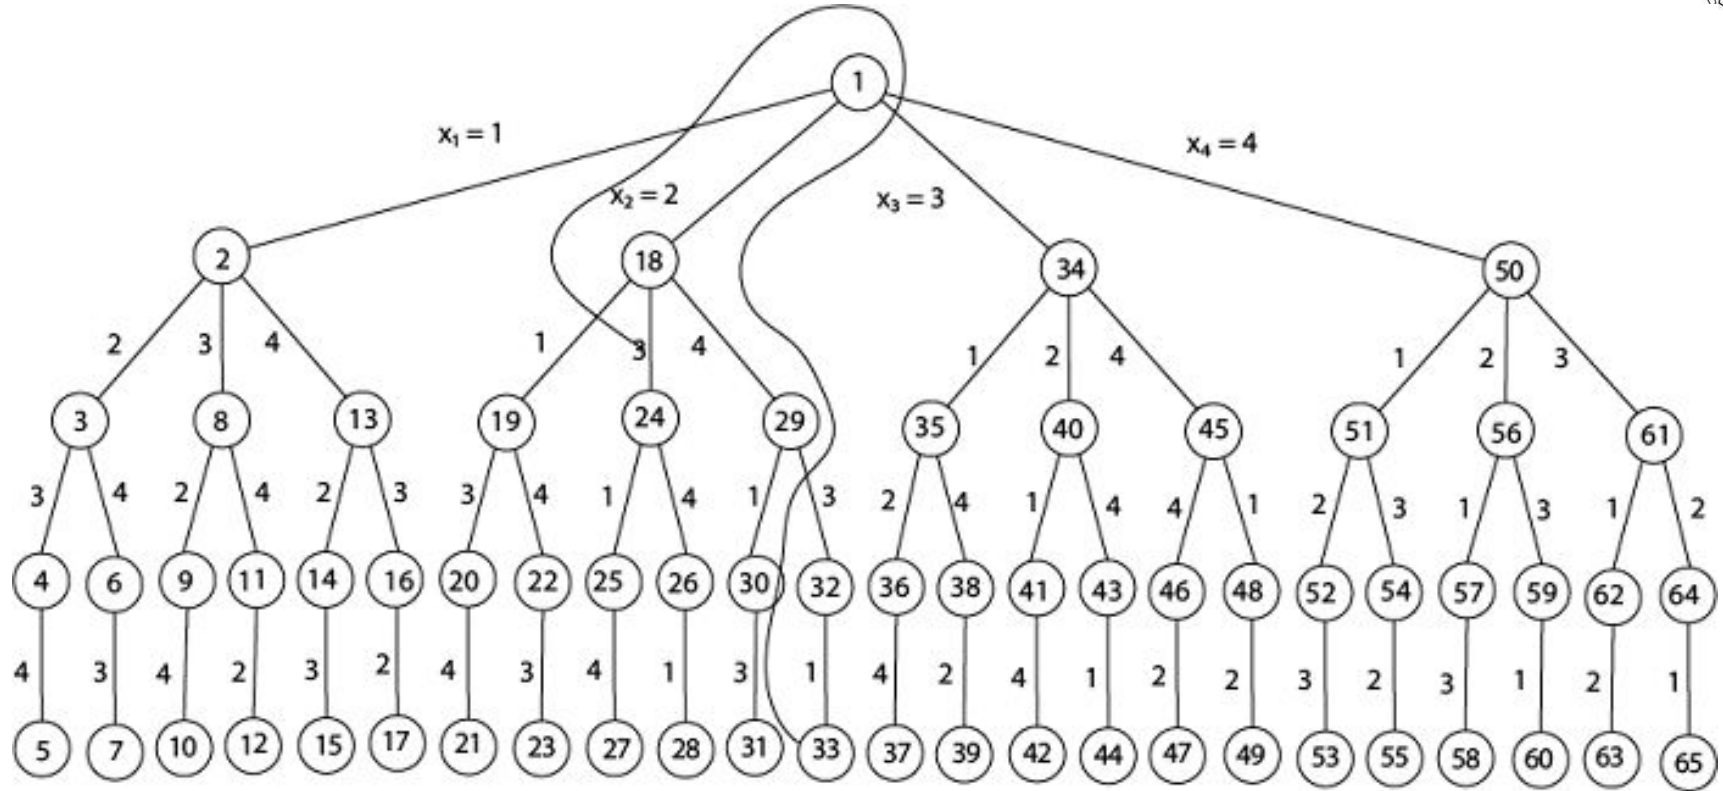 1
x₁ = 1
x₂ = 2
x₃ = 3
x₄ = 4
2 18 34 50
2 3 4 1 3 4 1 2 4 1 2 3
3 8 13 19 24 29 35 40 45 51 56 61
3 4 2 4 2 3 3 4 1 4 1 3 2 4 1 4 4 1 2 3 1 3 1 2
4 6 9 11 14 16 20 22 25 26 30 32 36 38 41 43 46 48 52 54 57 59 62 64
4 3 4 2 3 2 4 3 4 1 3 1 4 2 4 1 2 2 3 2 3 1 2 1
5 7 10 12 15 17 21 23 27 28 31 33 37 39 42 44 47 49 53 55 58 60 63 65